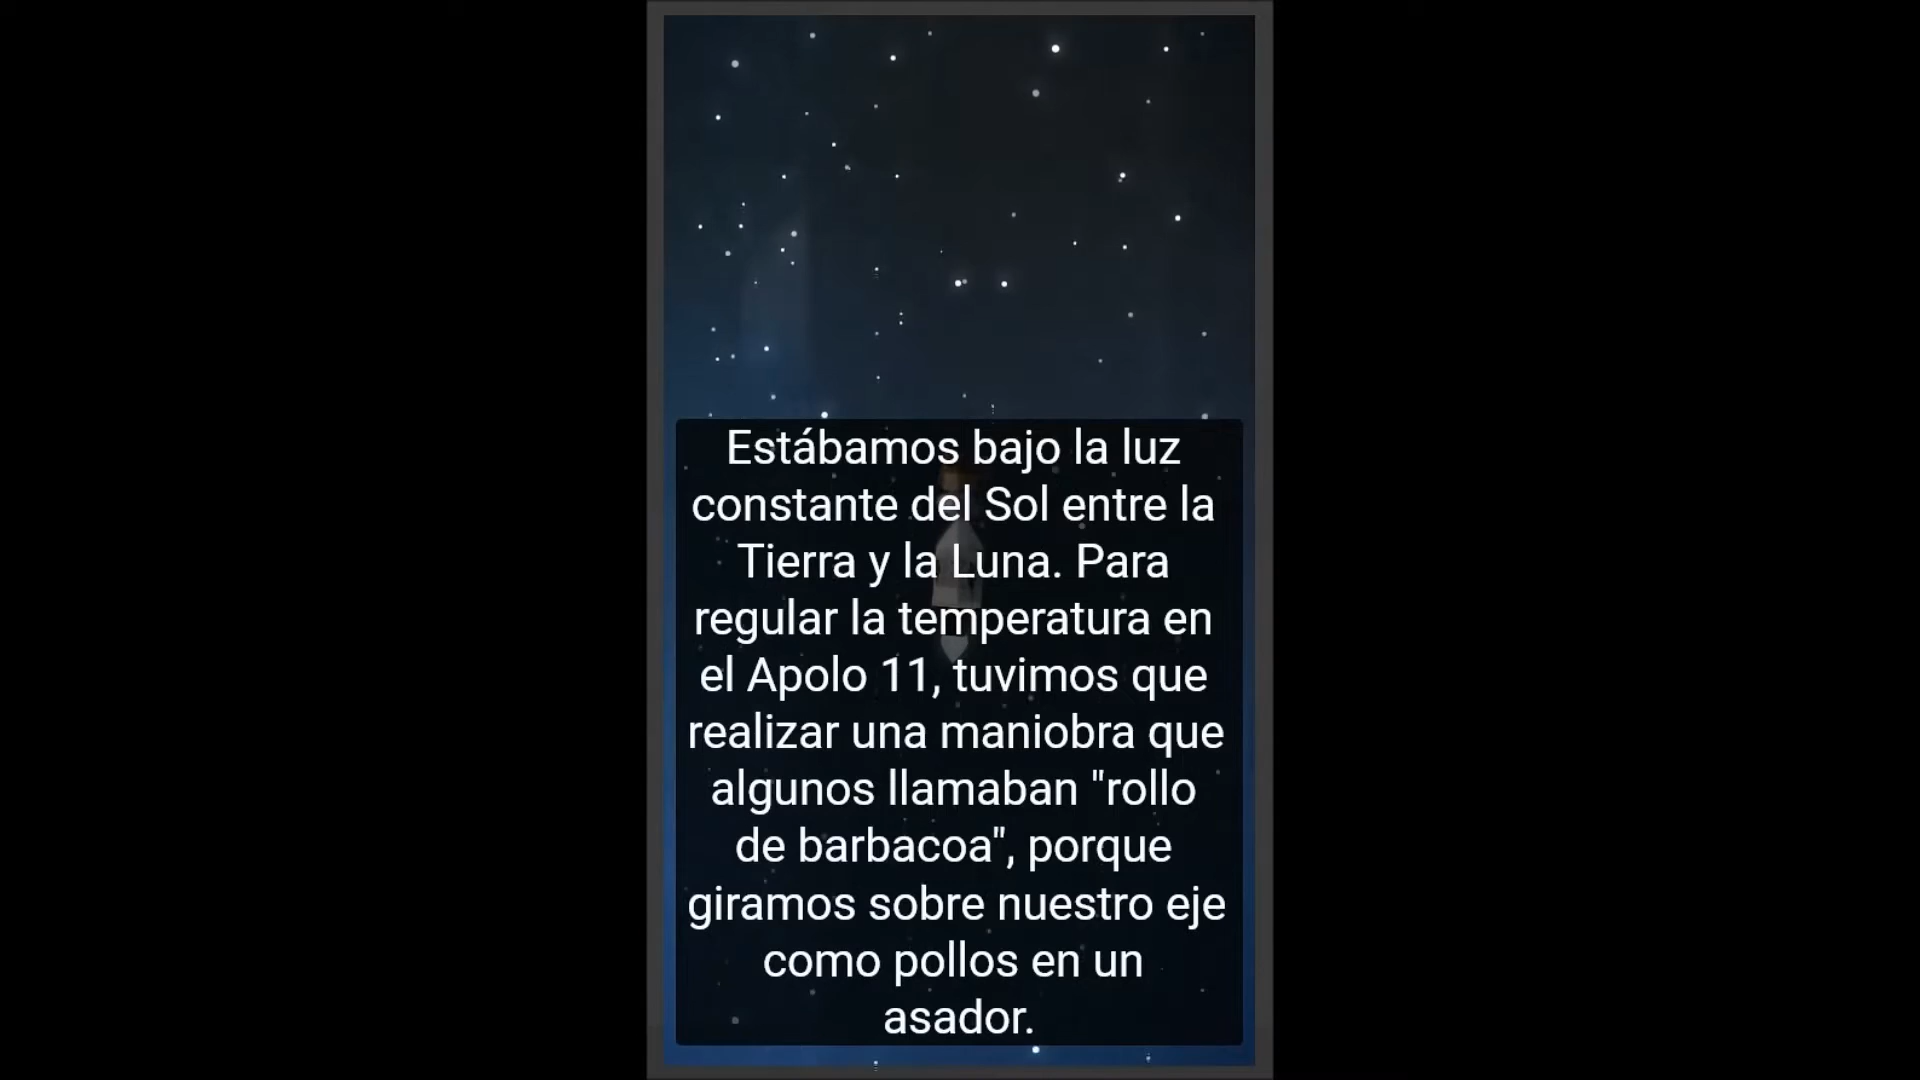 Estábamos bajo la luz
constante del Sol entre la
Tierra y la Luna. Para
regular la temperatura en
el Apolo 11, tuvimos que
realizar una maniobra que
algunos llamaban "rollo
de barbacoa", porque
giramos sobre nuestro eje
como pollos en un
asador.